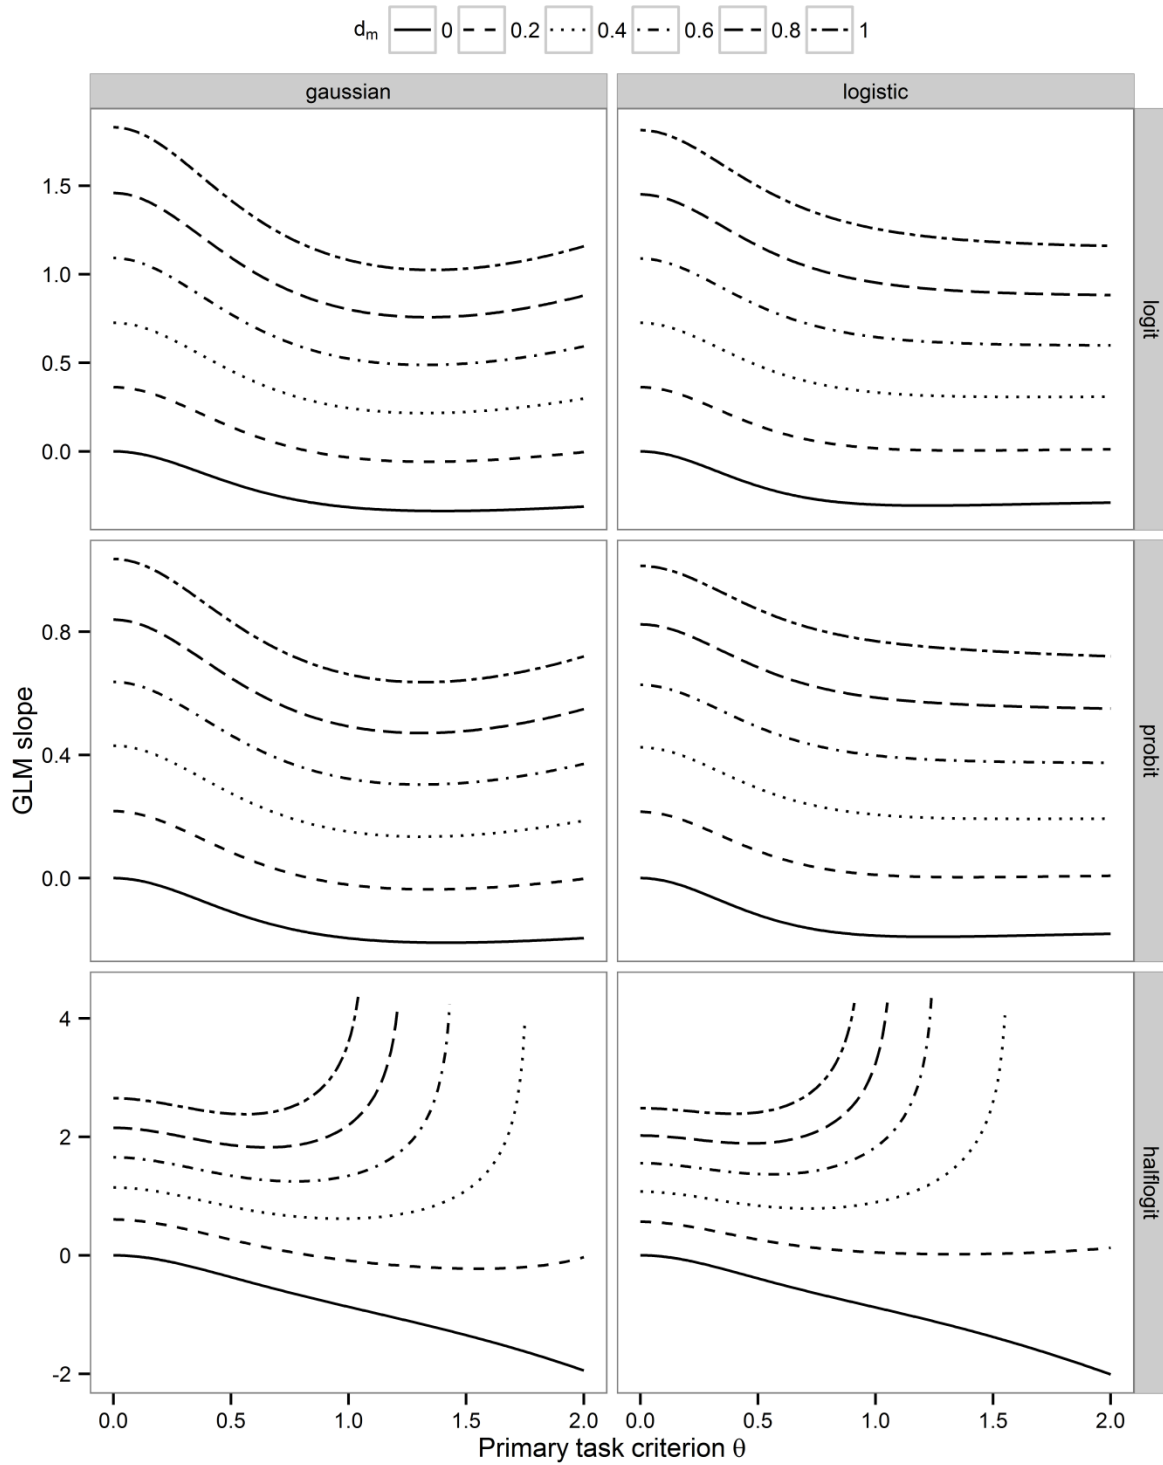 dm 0 0.2 0.4 0.6 0.8 1
gaussian logistic
1.5
1.0
0.5
0.0
logit
0.8
0.4
0.0
probit
GLM slope
4
2
0
-2
halflogit
0.0 0.5 1.0 1.5 2.0 0.0 0.5 1.0 1.5 2.0
Primary task criterion θ